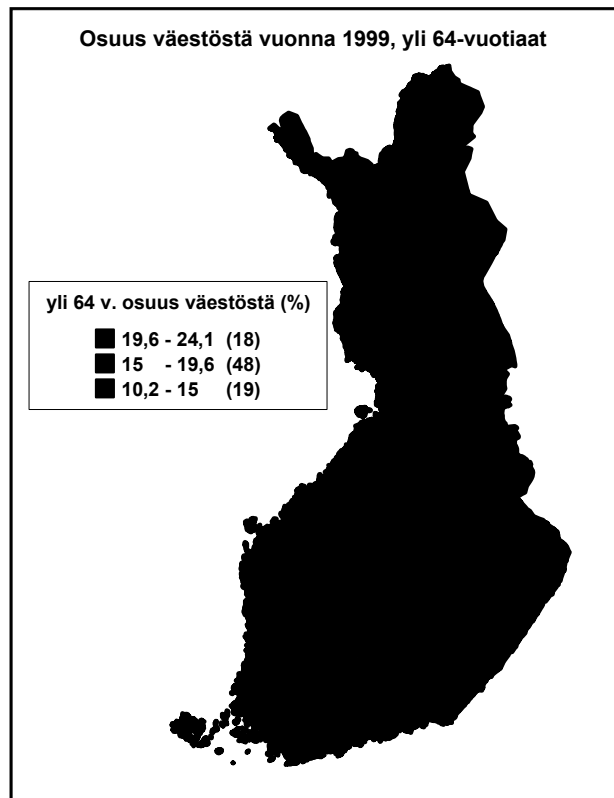 Osuus väestöstä vuonna 1999, yli 64-vuotiaat
yli 64 v. osuus väestöstä (%)
19,6 - 24,1 (18)
15 - 19,6 (48)
10,2 - 15 (19)